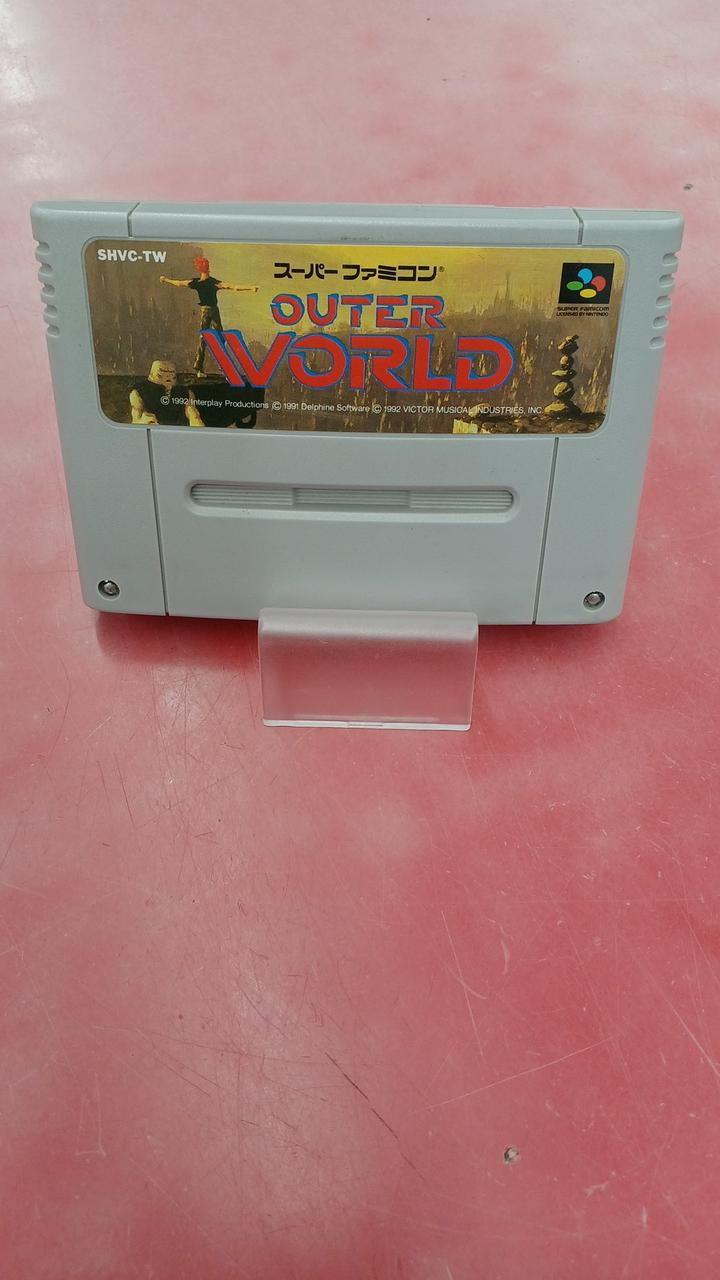 SHVC-TW
スーパーファミコン®
OUTER
WORLD
SUPER FAMICOM
LICENSED BY NINTENDO
© 1992 Interplay Productions © 1991 Delphine Software © 1992 VICTOR MUSICAL INDUSTRIES, INC.